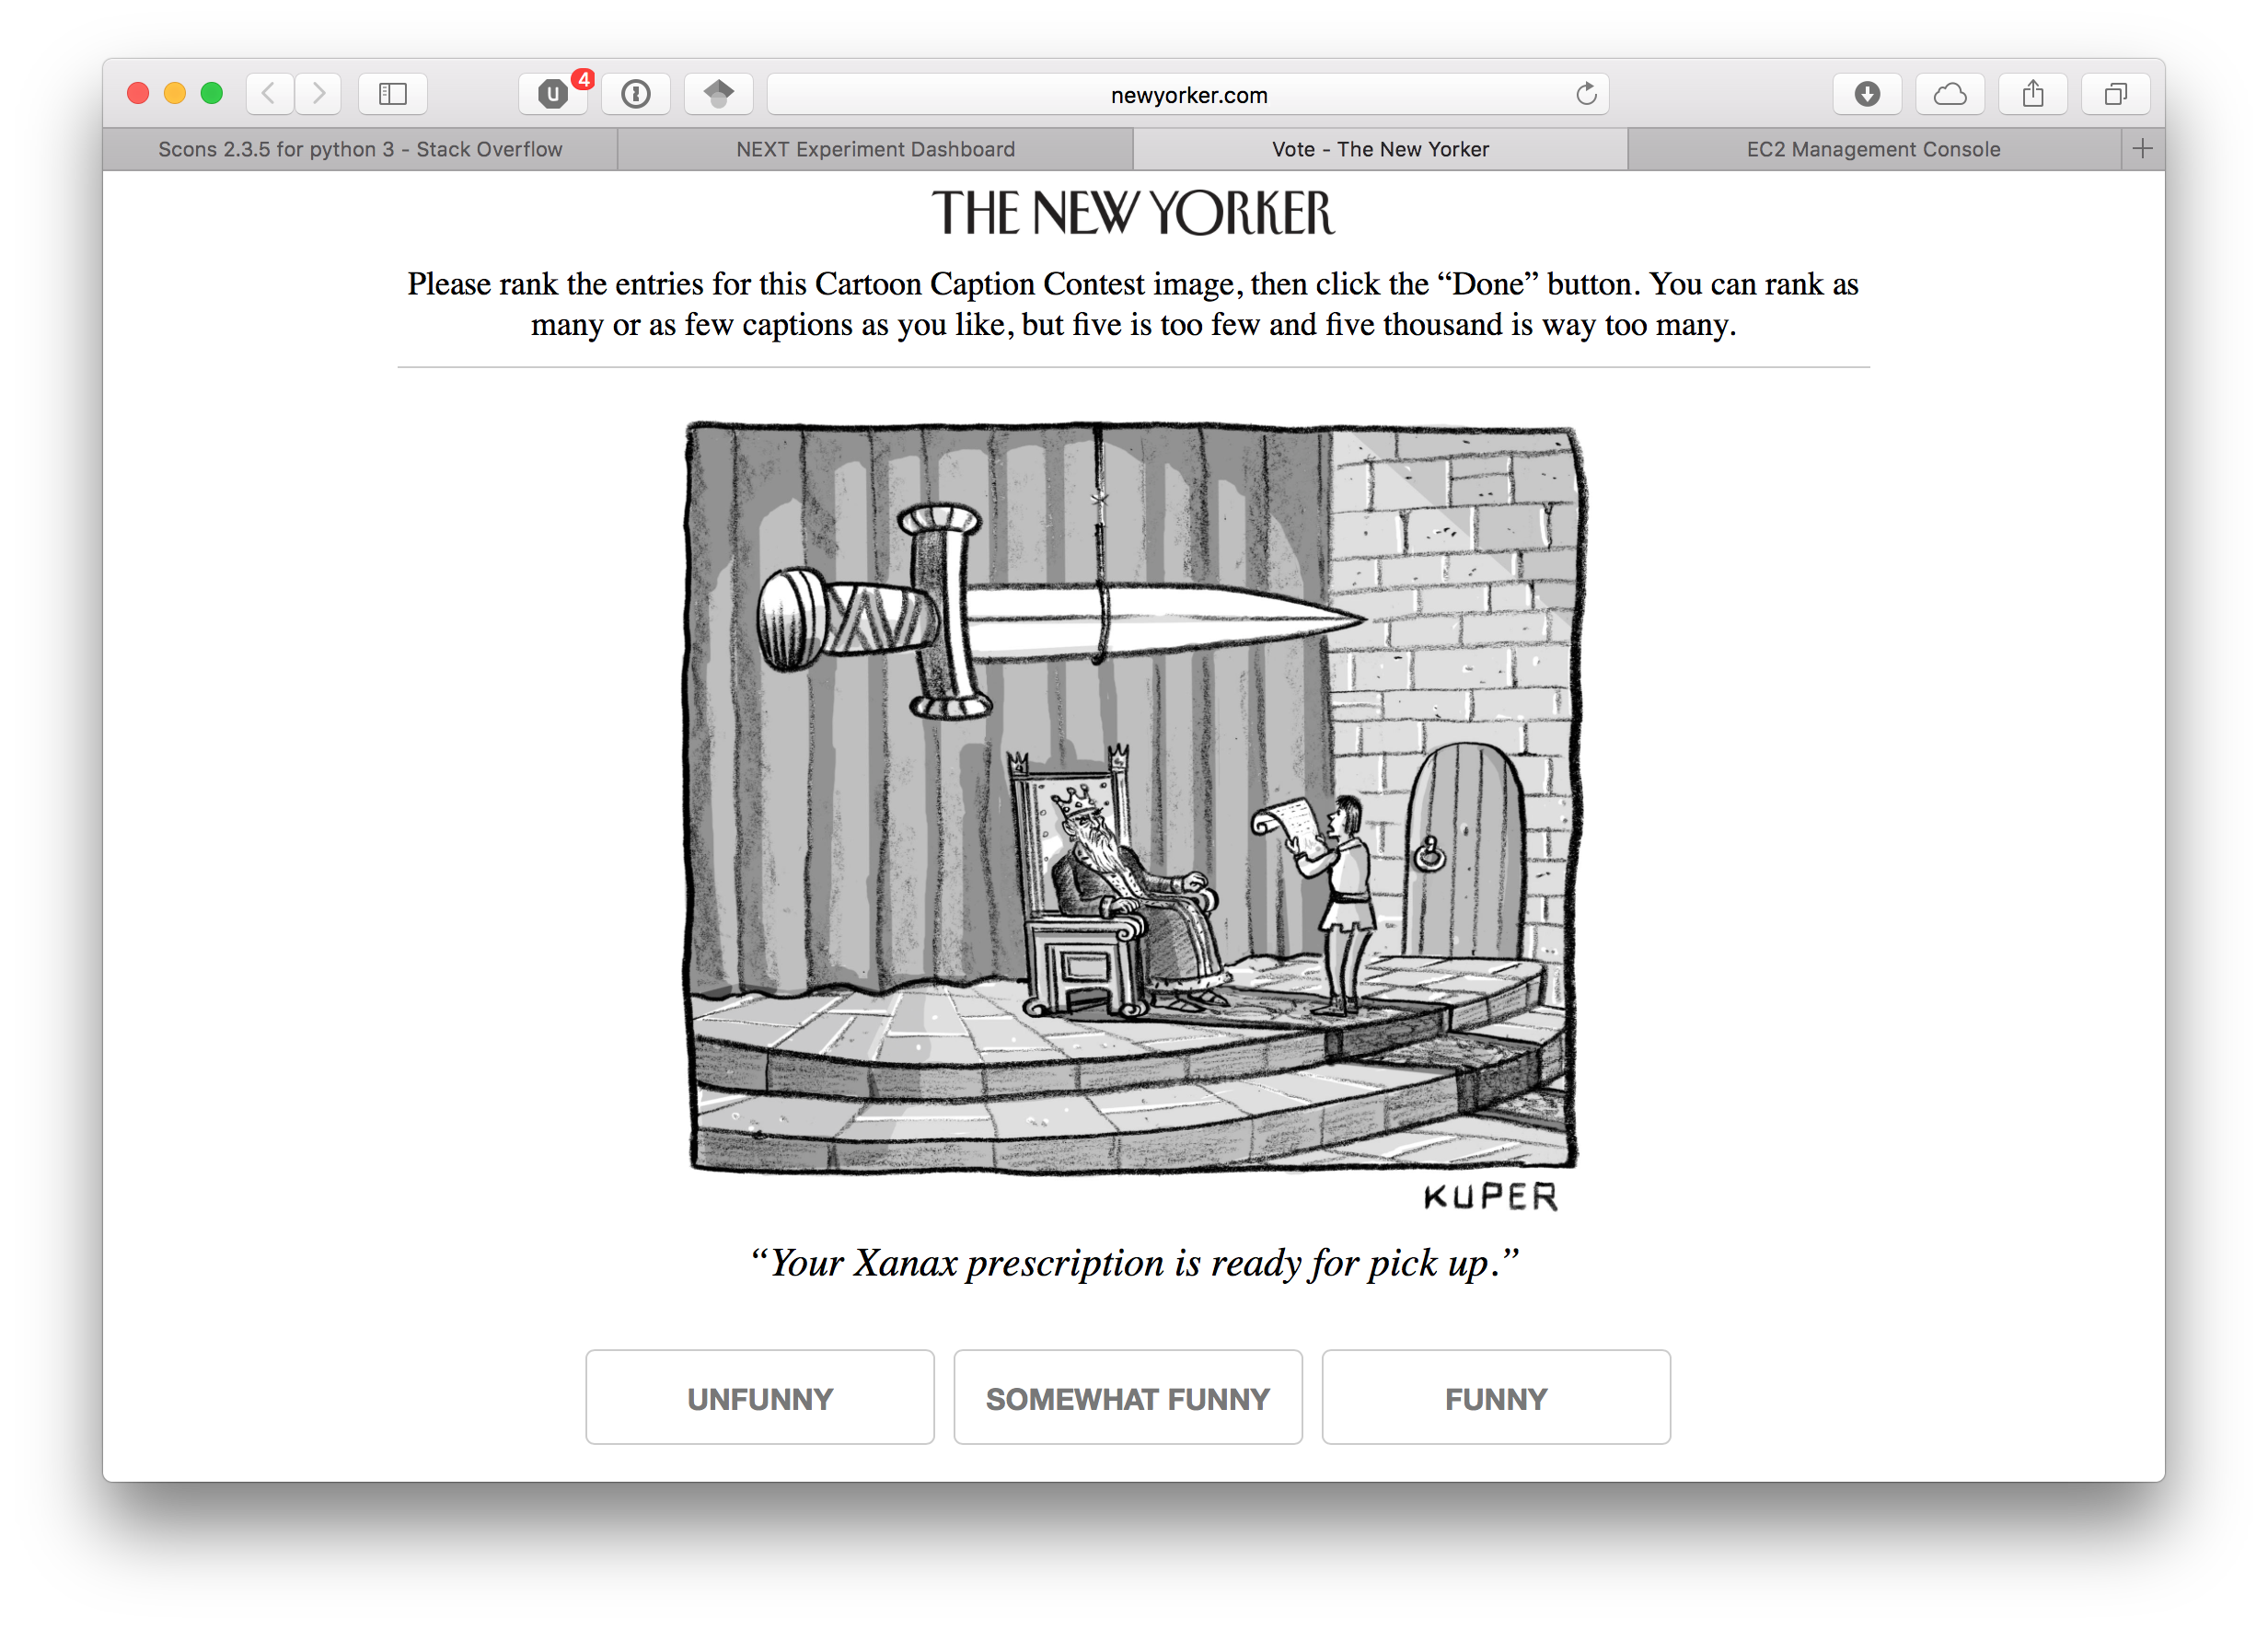 4
newyorker.com
Scons 2.3.5 for python 3 - Stack Overflow
NEXT Experiment Dashboard
Vote - The New Yorker
EC2 Management Console
THE NEW YORKER
Please rank the entries for this Cartoon Caption Contest image, then click the “Done” button. You can rank as
many or as few captions as you like, but five is too few and five thousand is way too many.
KUPER
“Your Xanax prescription is ready for pick up.”
UNFUNNY
SOMEWHAT FUNNY
FUNNY